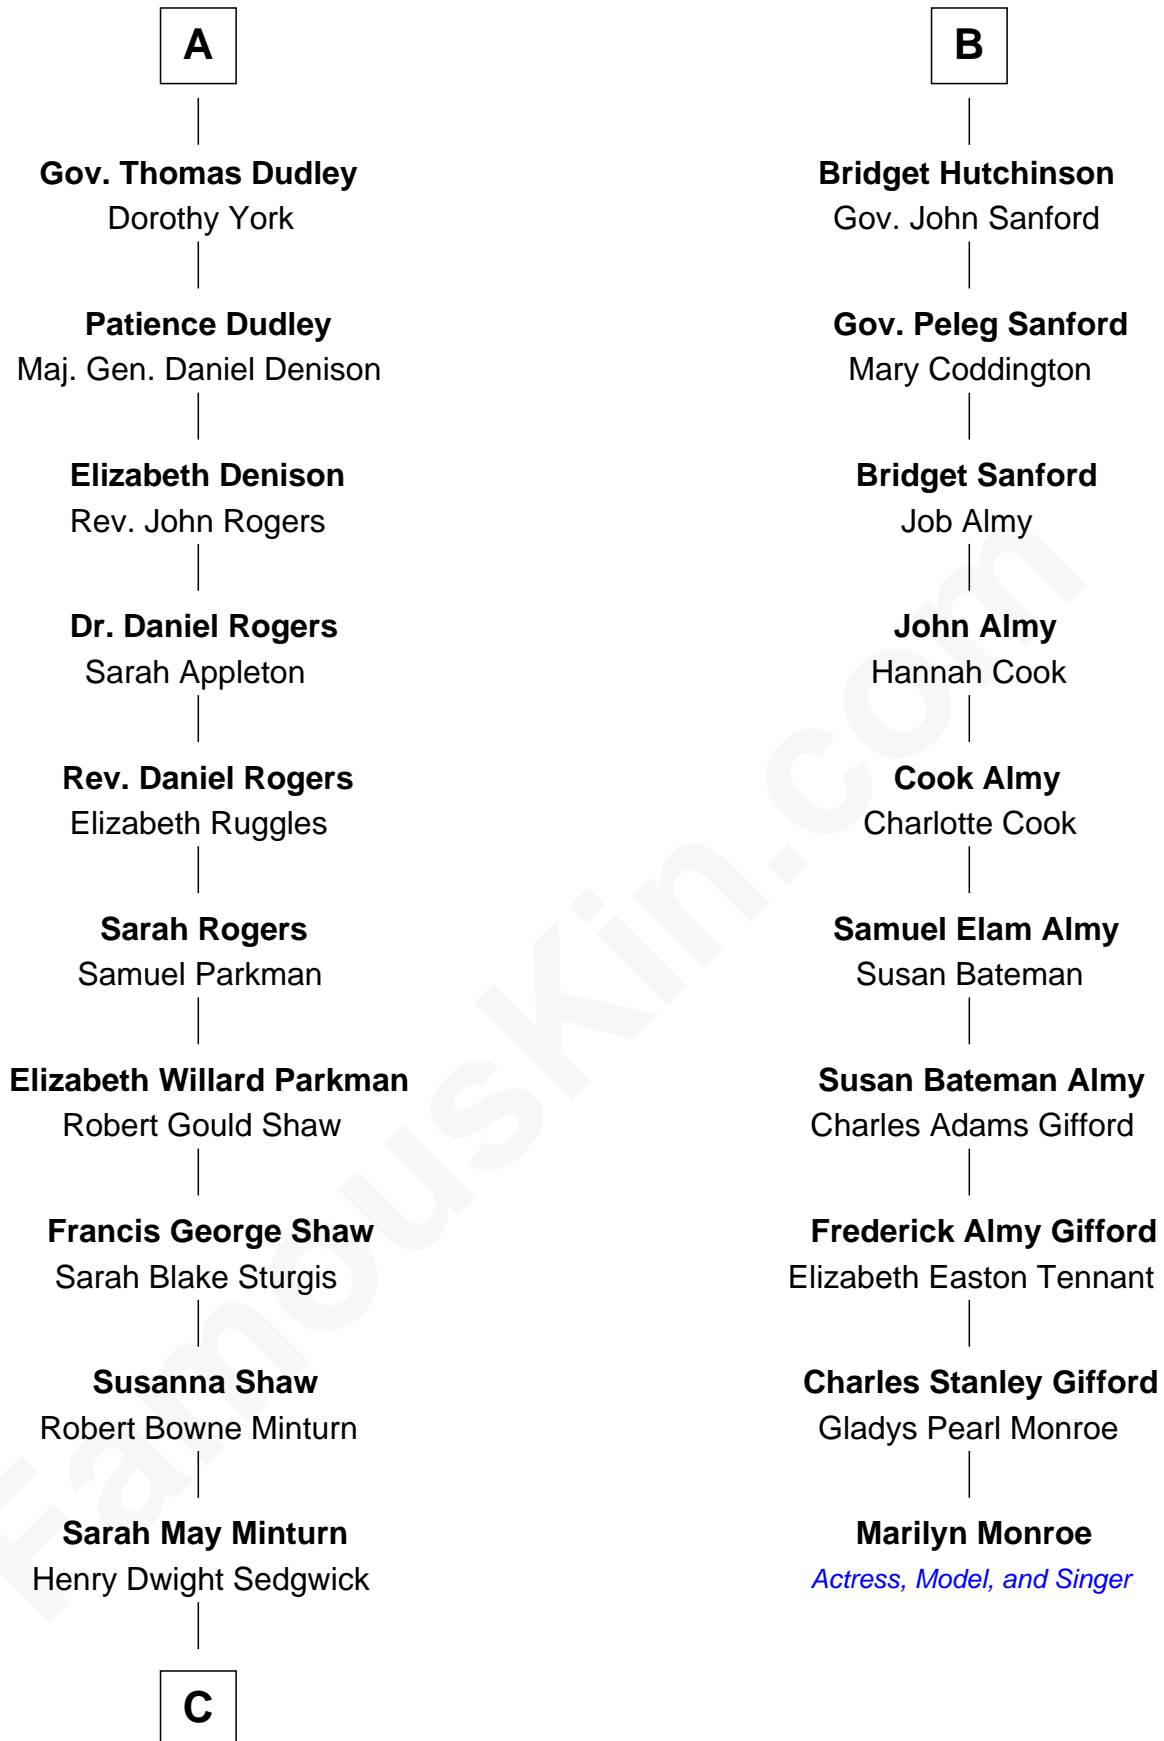 A
Gov. Thomas Dudley
Dorothy York
Patience Dudley
Maj. Gen. Daniel Denison
Elizabeth Denison
Rev. John Rogers
Dr. Daniel Rogers
Sarah Appleton
Rev. Daniel Rogers
Elizabeth Ruggles
Sarah Rogers
Samuel Parkman
Elizabeth Willard Parkman
Robert Gould Shaw
Francis George Shaw
Sarah Blake Sturgis
Susanna Shaw
Robert Bowne Minturn
Sarah May Minturn
Henry Dwight Sedgwick
C
B
Bridget Hutchinson
Gov. John Sanford
Gov. Peleg Sanford
Mary Coddington
Bridget Sanford
Job Almy
John Almy
Hannah Cook
Cook Almy
Charlotte Cook
Samuel Elam Almy
Susan Bateman
Susan Bateman Almy
Charles Adams Gifford
Frederick Almy Gifford
Elizabeth Easton Tennant
Charles Stanley Gifford
Gladys Pearl Monroe
Marilyn Monroe
Actress, Model, and Singer
FamousKin.com